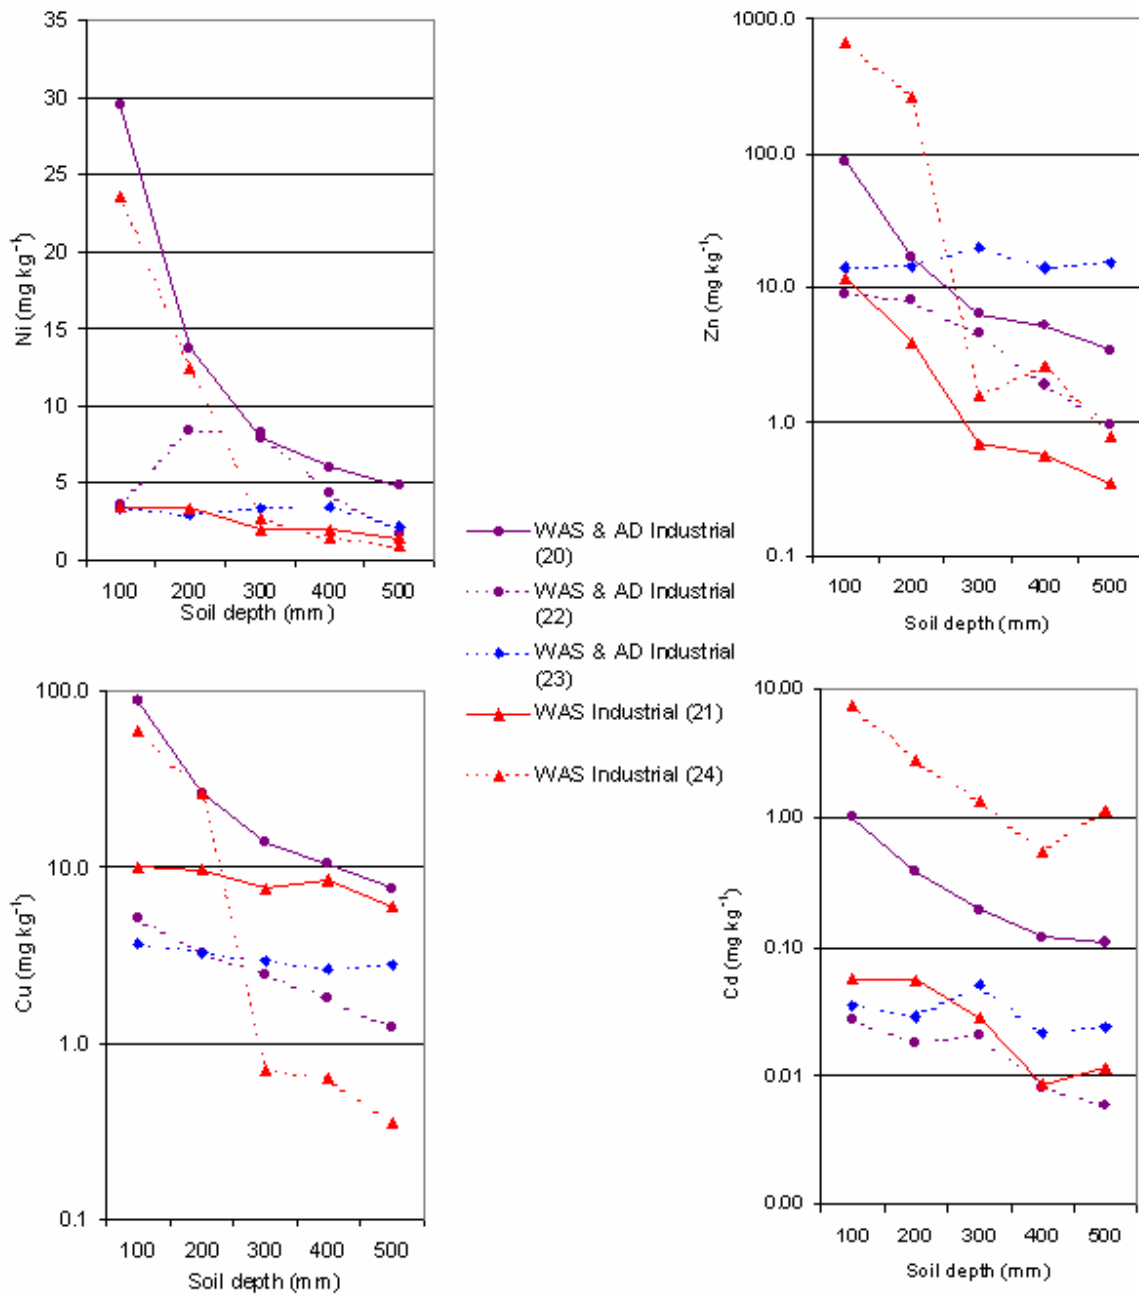 35
30
25
20
15
10
5
0
Ni (mg kg⁻¹)
100 200 300 400 500
Soil depth (mm)
1000.0
100.0
10.0
1.0
0.1
Zn (mg kg⁻¹)
100 200 300 400 500
Soil depth (mm)
WAS & AD Industrial
(20)
WAS & AD Industrial
(22)
WAS & AD Industrial
(23)
WAS Industrial (21)
WAS Industrial (24)
100.0
10.0
1.0
0.1
Cu (mg kg⁻¹)
100 200 300 400 500
Soil depth (mm)
10.00
1.00
0.10
0.01
0.00
Cd (mg kg⁻¹)
100 200 300 400 500
Soil depth (mm)